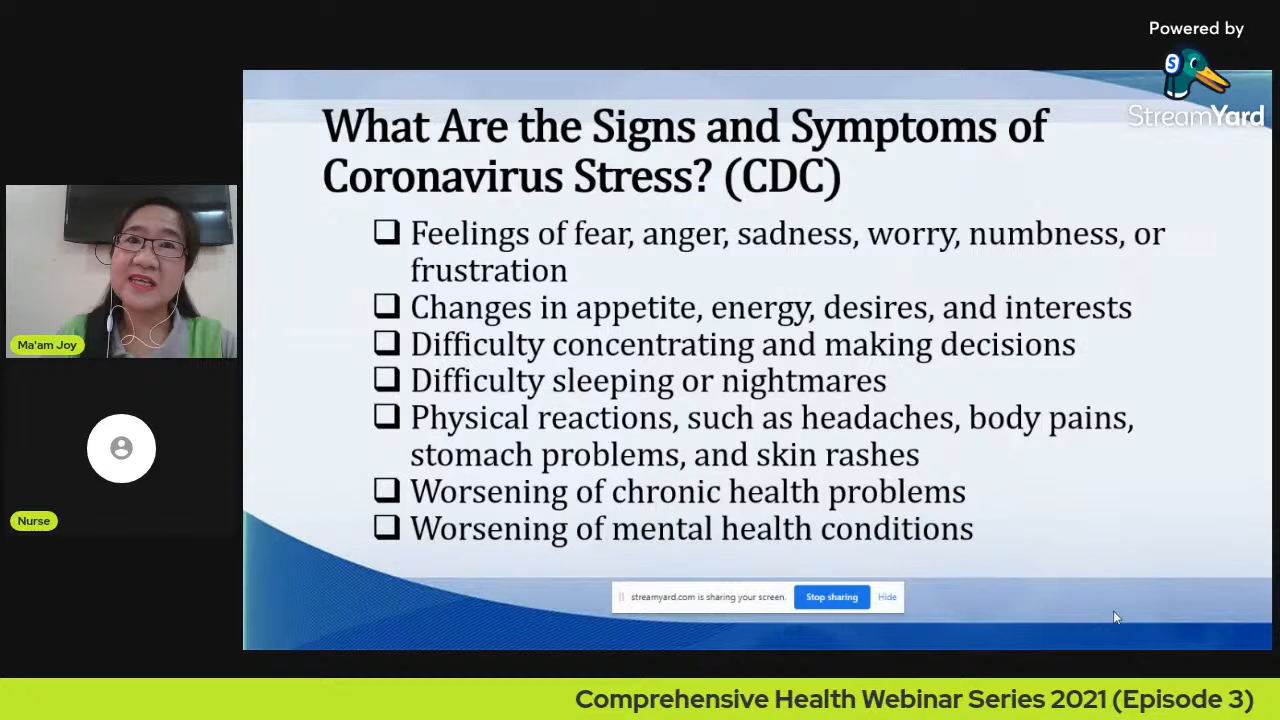 Powered by
StreamYard
What Are the Signs and Symptoms of
Coronavirus Stress? (CDC)
Feelings of fear, anger, sadness, worry, numbness, or
frustration
Changes in appetite, energy, desires, and interests
Difficulty concentrating and making decisions
Difficulty sleeping or nightmares
Physical reactions, such as headaches, body pains,
stomach problems, and skin rashes
Worsening of chronic health problems
Worsening of mental health conditions
Ma'am Joy
Nurse
streamyard.com is sharing your screen. Stop sharing Hide
Comprehensive Health Webinar Series 2021 (Episode 3)